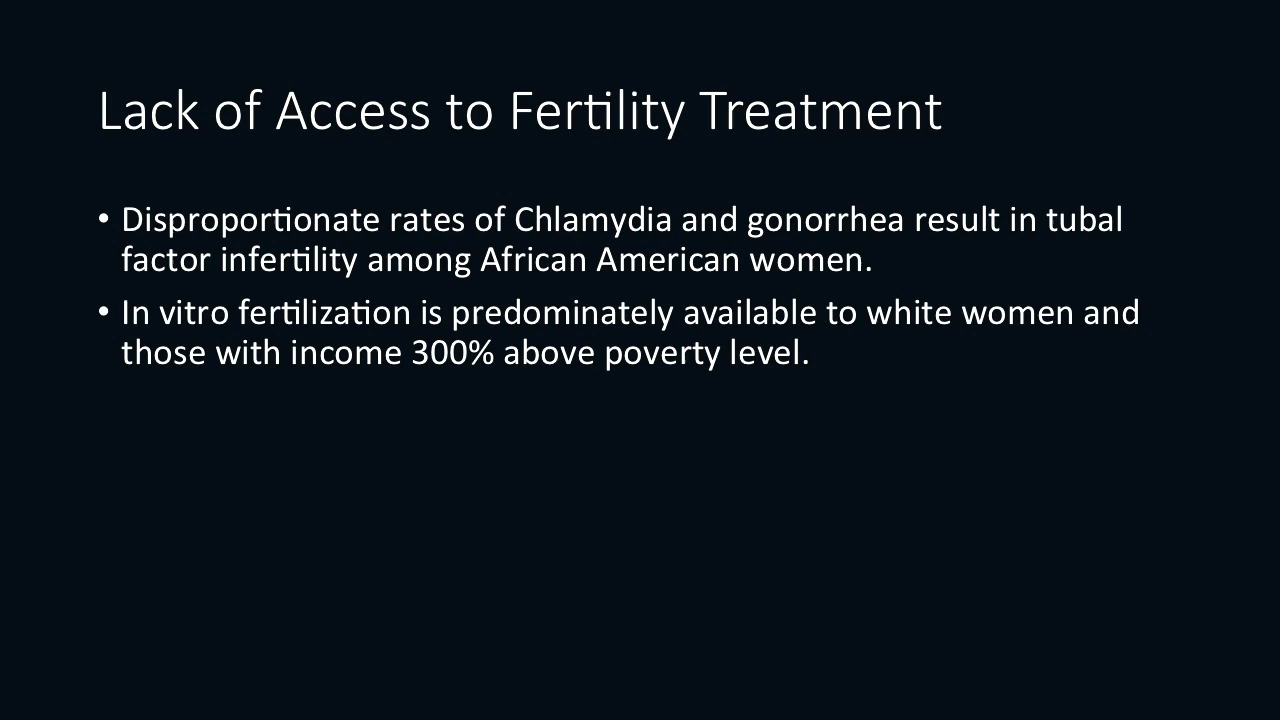 Lack of Access to Fertility Treatment
• Disproportionate rates of Chlamydia and gonorrhea result in tubal
factor infertility among African American women.
• In vitro fertilization is predominately available to white women and
those with income 300% above poverty level.